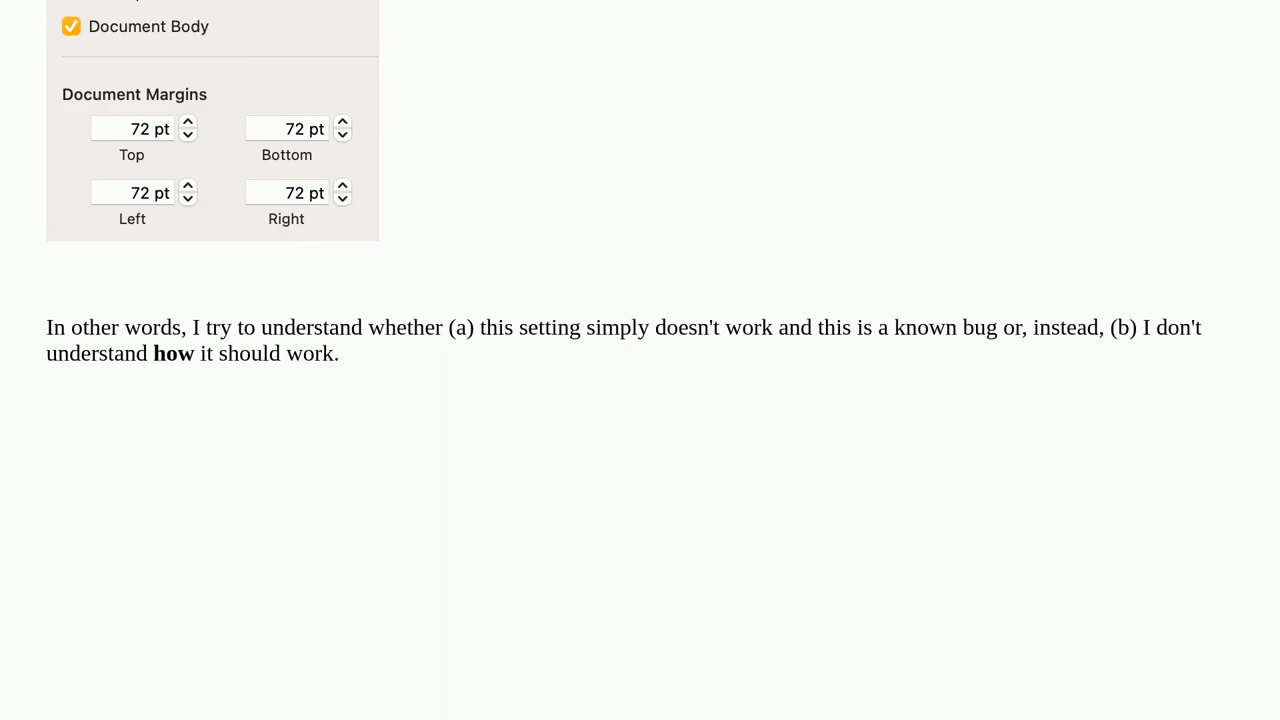 Document Body
Document Margins
72 pt 72 pt
Top Bottom
72 pt 72 pt
Left Right
In other words, I try to understand whether (a) this setting simply doesn't work and this is a known bug or, instead, (b) I don't
understand how it should work.